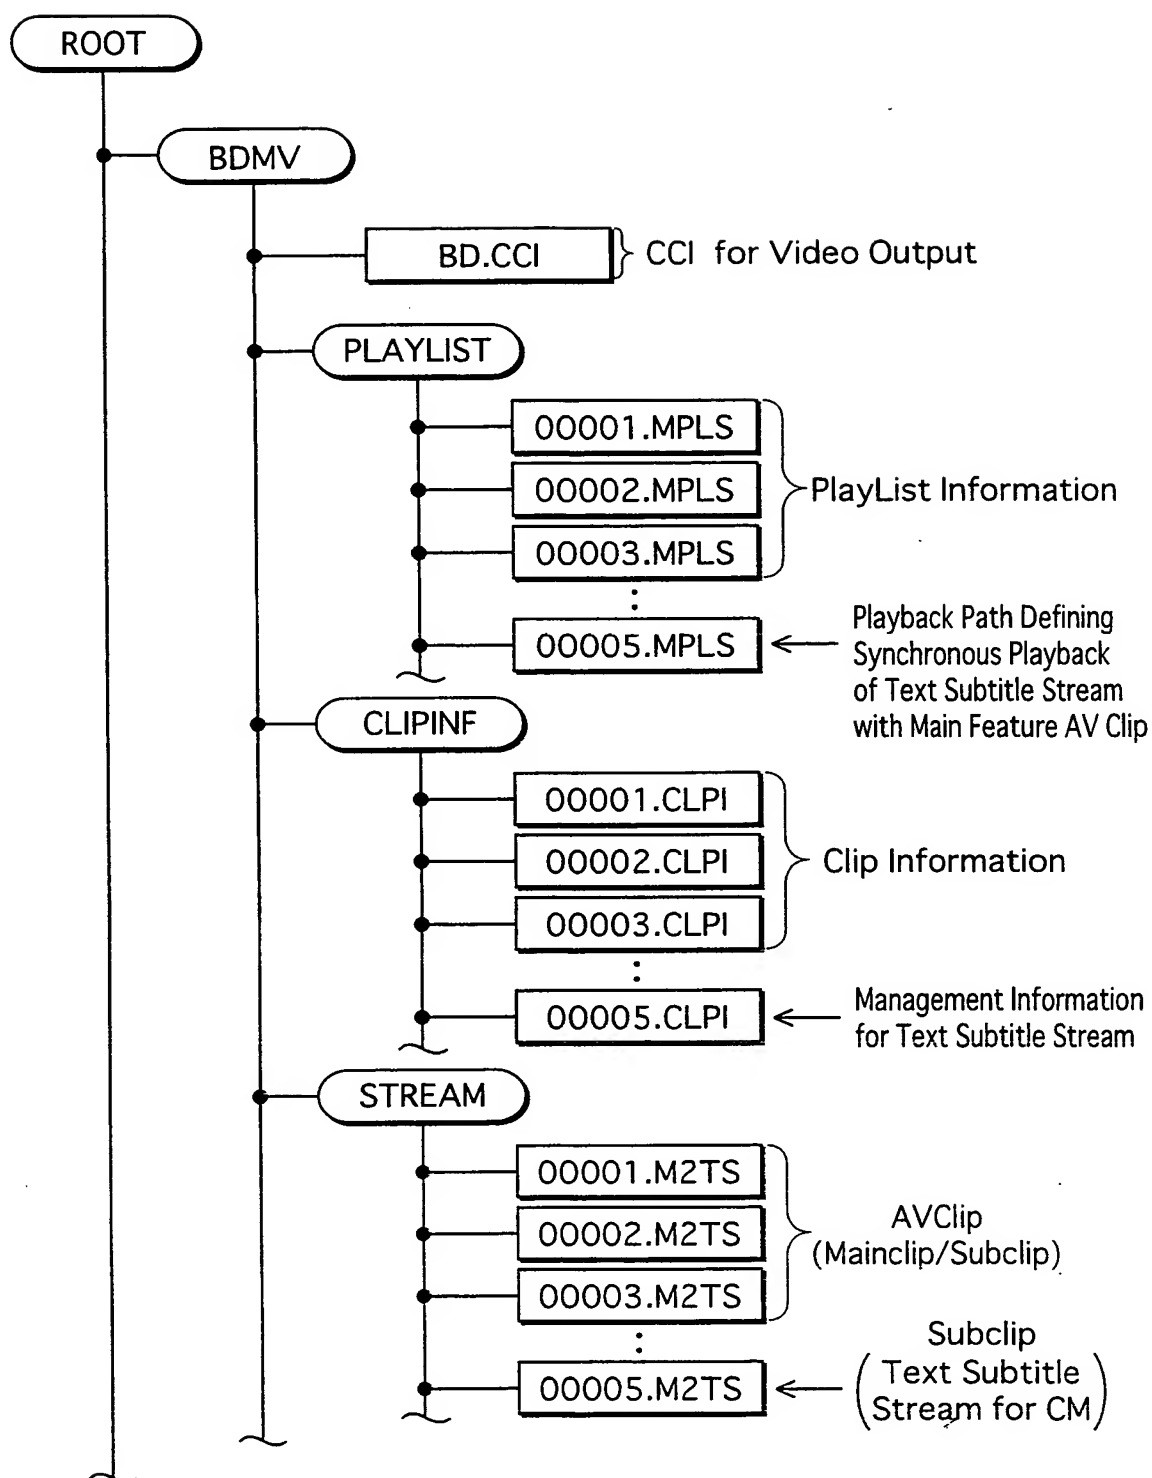 ROOT
BDMV
BD.CCI
CCI for Video Output
PLAYLIST
00001.MPLS
00002.MPLS
PlayList Information
00003.MPLS
00005.MPLS
Playback Path Defining
Synchronous Playback
of Text Subtitle Stream
with Main Feature AV Clip
CLIPINF
00001.CLPI
00002.CLPI
Clip Information
00003.CLPI
00005.CLPI
Management Information
for Text Subtitle Stream
STREAM
00001.M2TS
00002.M2TS
AVClip
(Mainclip/Subclip)
00003.M2TS
00005.M2TS
Subclip
(Text Subtitle
Stream for CM)